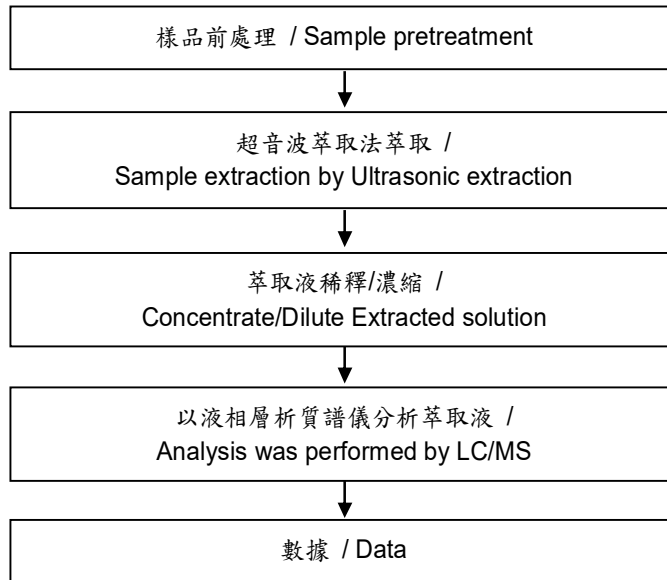 樣品前處理 / Sample pretreatment
超音波萃取法萃取 /
Sample extraction by Ultrasonic extraction
萃取液稀釋/濃縮 /
Concentrate/Dilute Extracted solution
以液相層析質譜儀分析萃取液 /
Analysis was performed by LC/MS
數據 / Data